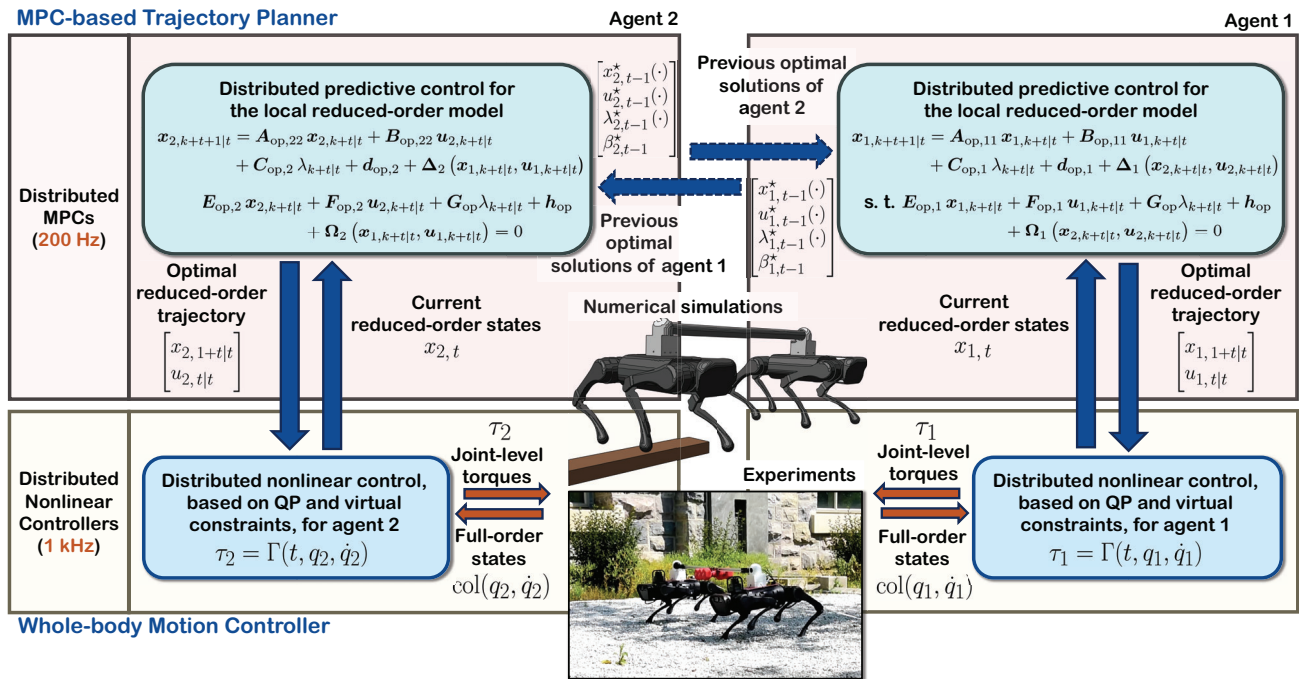 MPC-based Trajectory Planner
Agent 2
Agent 1
Distributed
MPCs
(200 Hz)
Distributed predictive control for
the local reduced-order model
x_{2,k+t+1|t} = A_{op,22} x_{2,k+t|t} + B_{op,22} u_{2,k+t|t}
+ C_{op,2} λ_{k+t|t} + d_{op,2} + Δ_2 (x_{1,k+t|t}, u_{1,k+t|t})
E_{op,2} x_{2,k+t|t} + F_{op,2} u_{2,k+t|t} + G_{op} λ_{k+t|t} + h_{op}
+ Ω_2 (x_{1,k+t|t}, u_{1,k+t|t}) = 0
[x^⋆_{2,t−1}(·)
u^⋆_{2,t−1}(·)
λ^⋆_{2,t−1}(·)
β^⋆_{2,t−1}]
Previous optimal
solutions of
agent 2
Previous
optimal
solutions of agent 1
[x^⋆_{1,t−1}(·)
u^⋆_{1,t−1}(·)
λ^⋆_{1,t−1}(·)
β^⋆_{1,t−1}]
Distributed predictive control for
the local reduced-order model
x_{1,k+t+1|t} = A_{op,11} x_{1,k+t|t} + B_{op,11} u_{1,k+t|t}
+ C_{op,1} λ_{k+t|t} + d_{op,1} + Δ_1 (x_{2,k+t|t}, u_{2,k+t|t})
s. t. E_{op,1} x_{1,k+t|t} + F_{op,1} u_{1,k+t|t} + G_{op} λ_{k+t|t} + h_{op}
+ Ω_1 (x_{2,k+t|t}, u_{2,k+t|t}) = 0
Optimal
reduced-order
trajectory
[x_{2,1+t|t}
u_{2,t|t}]
Current
reduced-order states
x_{2,t}
Numerical simulations
Current
reduced-order states
x_{1,t}
Optimal
reduced-order
trajectory
[x_{1,1+t|t}
u_{1,t|t}]
Distributed
Nonlinear
Controllers
(1 kHz)
Distributed nonlinear control,
based on QP and virtual
constraints, for agent 2
τ_2 = Γ(t, q_2, q̇_2)
τ_2
Joint-level
torques
Full-order
states
col(q_2, q̇_2)
Experiments
τ_1
Joint-level
torques
Full-order
states
col(q_1, q̇_1)
Distributed nonlinear control,
based on QP and virtual
constraints, for agent 1
τ_1 = Γ(t, q_1, q̇_1)
Whole-body Motion Controller